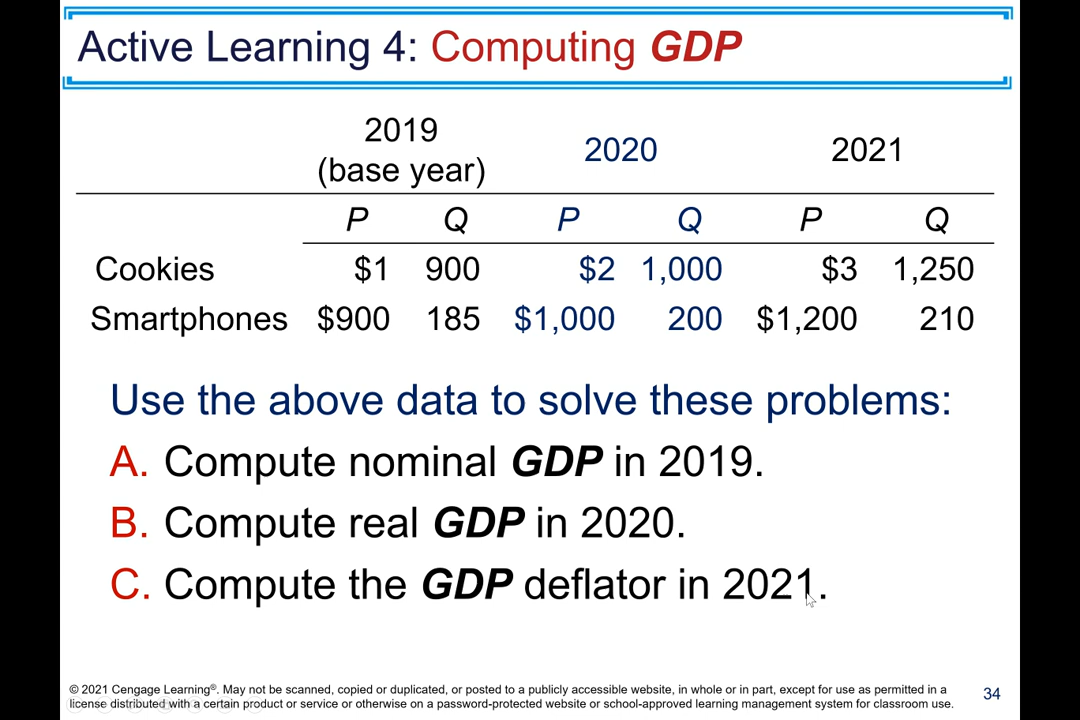 Active Learning 4: Computing GDP
2019
(base year)
2020
2021
P Q P Q P Q
Cookies $1 900 $2 1,000 $3 1,250
Smartphones $900 185 $1,000 200 $1,200 210
Use the above data to solve these problems:
A. Compute nominal GDP in 2019.
B. Compute real GDP in 2020.
C. Compute the GDP deflator in 2021.
© 2021 Cengage Learning®. May not be scanned, copied or duplicated, or posted to a publicly accessible website, in whole or in part, except for use as permitted in a
license distributed with a certain product or service or otherwise on a password-protected website or school-approved learning management system for classroom use.
34